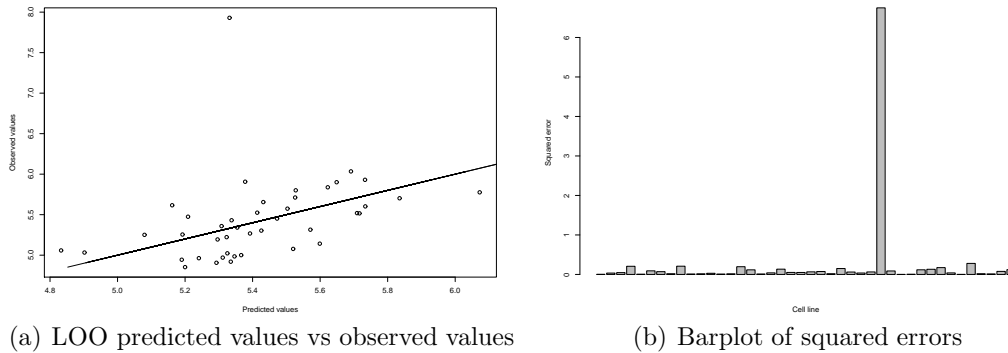 8.0
7.5
7.0
6.5
6.0
5.5
5.0
Observed values
4.8 5.0 5.2 5.4 5.6 5.8 6.0
Predicted values
6
5
4
3
2
1
0
Squared error
Cell line
(a) LOO predicted values vs observed values
(b) Barplot of squared errors